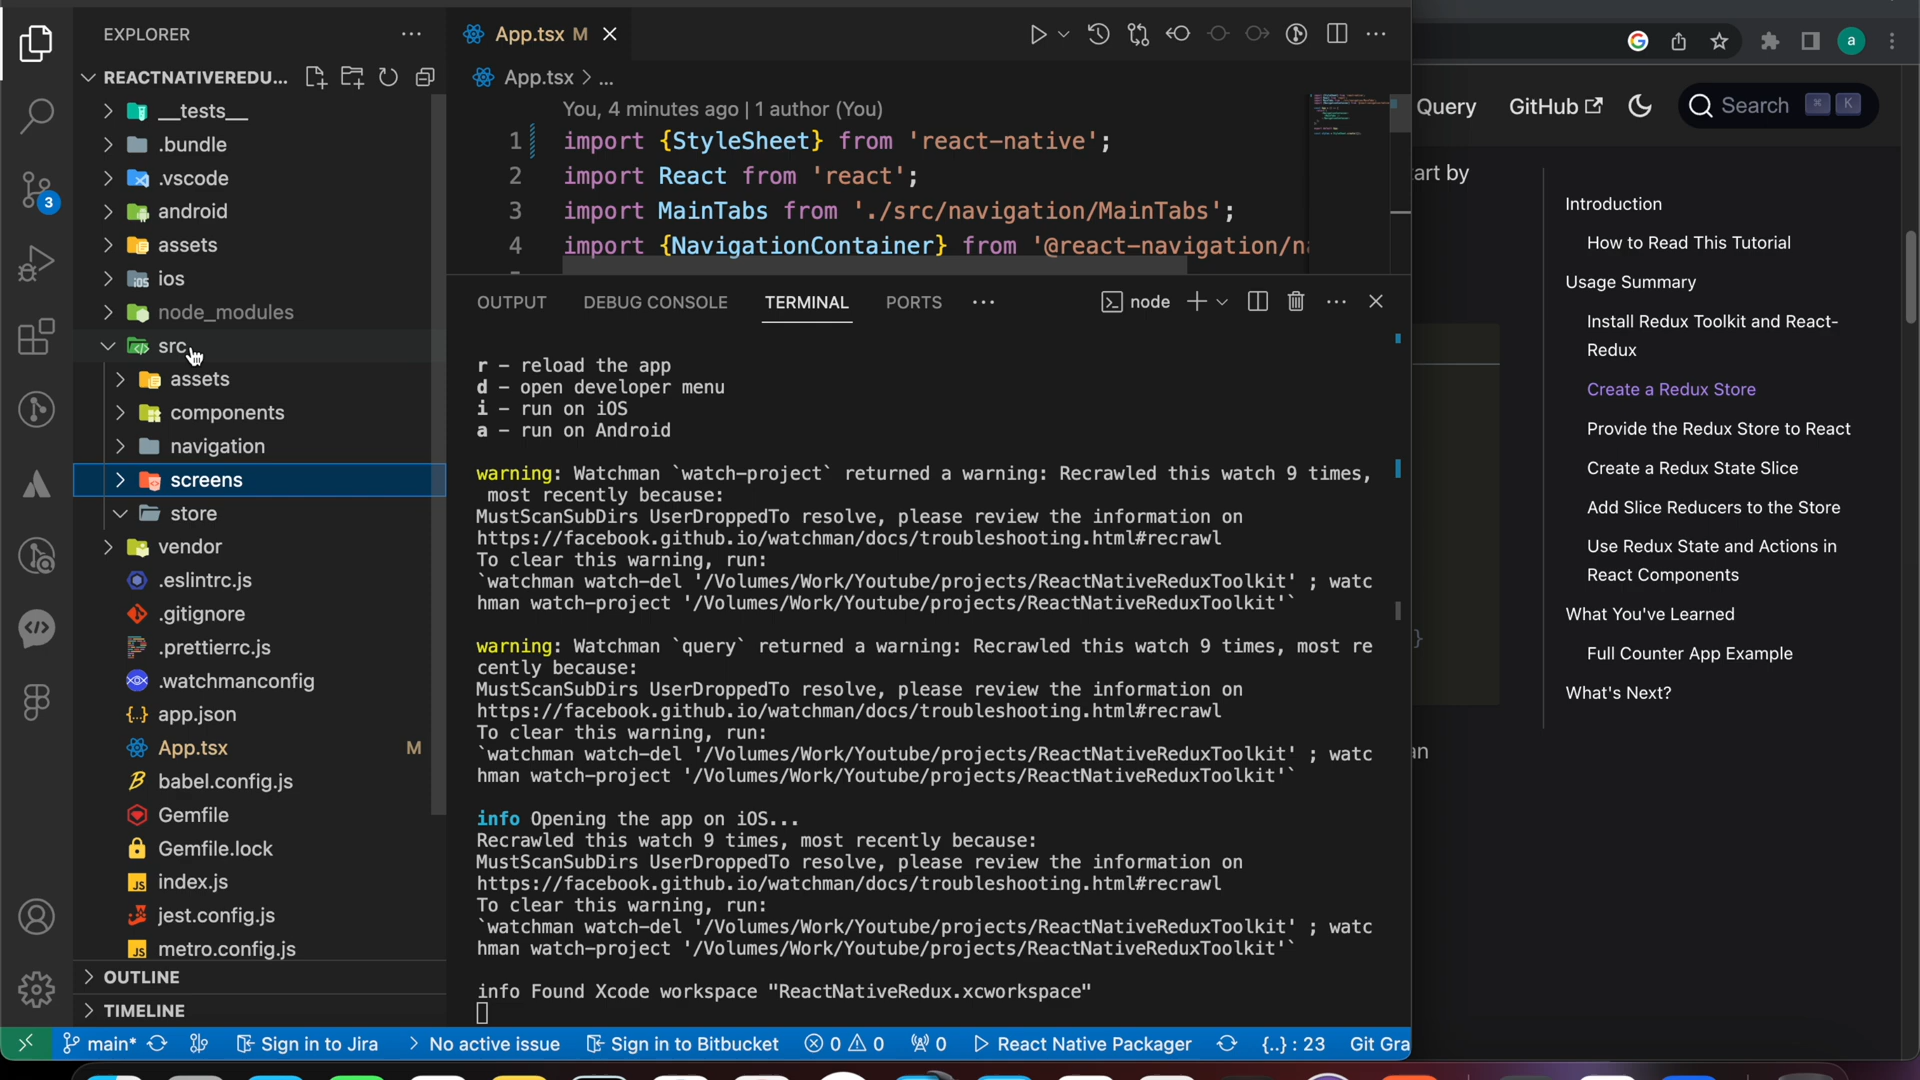 EXPLORER
REACTNATIVEREDU...
__tests__
.bundle
.vscode
android
assets
ios
node_modules
src
assets
components
navigation
screens
store
vendor
.eslintrc.js
.gitignore
.prettierrc.js
.watchmanconfig
app.json
App.tsx M
babel.config.js
Gemfile
Gemfile.lock
index.js
jest.config.js
metro.config.js
OUTLINE
TIMELINE
3
App.tsx M
App.tsx > ...
You, 4 minutes ago | 1 author (You)
1 import {StyleSheet} from 'react-native';
2 import React from 'react';
3 import MainTabs from './src/navigation/MainTabs';
4 import {NavigationContainer} from '@react-navigation/na
OUTPUT DEBUG CONSOLE TERMINAL PORTS ... node
r – reload the app
d – open developer menu
i – run on iOS
a – run on Android
warning: Watchman `watch-project` returned a warning: Recrawled this watch 9 times,
most recently because:
MustScanSubDirs UserDroppedTo resolve, please review the information on
https://facebook.github.io/watchman/docs/troubleshooting.html#recrawl
To clear this warning, run:
`watchman watch-del '/Volumes/Work/Youtube/projects/ReactNativeReduxToolkit' ; watc
hman watch-project '/Volumes/Work/Youtube/projects/ReactNativeReduxToolkit'`
warning: Watchman `query` returned a warning: Recrawled this watch 9 times, most re
cently because:
MustScanSubDirs UserDroppedTo resolve, please review the information on
https://facebook.github.io/watchman/docs/troubleshooting.html#recrawl
To clear this warning, run:
`watchman watch-del '/Volumes/Work/Youtube/projects/ReactNativeReduxToolkit' ; watc
hman watch-project '/Volumes/Work/Youtube/projects/ReactNativeReduxToolkit'`
info Opening the app on iOS...
Recrawled this watch 9 times, most recently because:
MustScanSubDirs UserDroppedTo resolve, please review the information on
https://facebook.github.io/watchman/docs/troubleshooting.html#recrawl
To clear this warning, run:
`watchman watch-del '/Volumes/Work/Youtube/projects/ReactNativeReduxToolkit' ; watc
hman watch-project '/Volumes/Work/Youtube/projects/ReactNativeReduxToolkit'`
info Found Xcode workspace "ReactNativeRedux.xcworkspace"
main* Sign in to Jira No active issue Sign in to Bitbucket 0 0 0 React Native Packager {..} : 23 Git Gra
a
Query GitHub Search ⌘ K
art by
}
an
Introduction
How to Read This Tutorial
Usage Summary
Install Redux Toolkit and React-
Redux
Create a Redux Store
Provide the Redux Store to React
Create a Redux State Slice
Add Slice Reducers to the Store
Use Redux State and Actions in
React Components
What You've Learned
Full Counter App Example
What's Next?